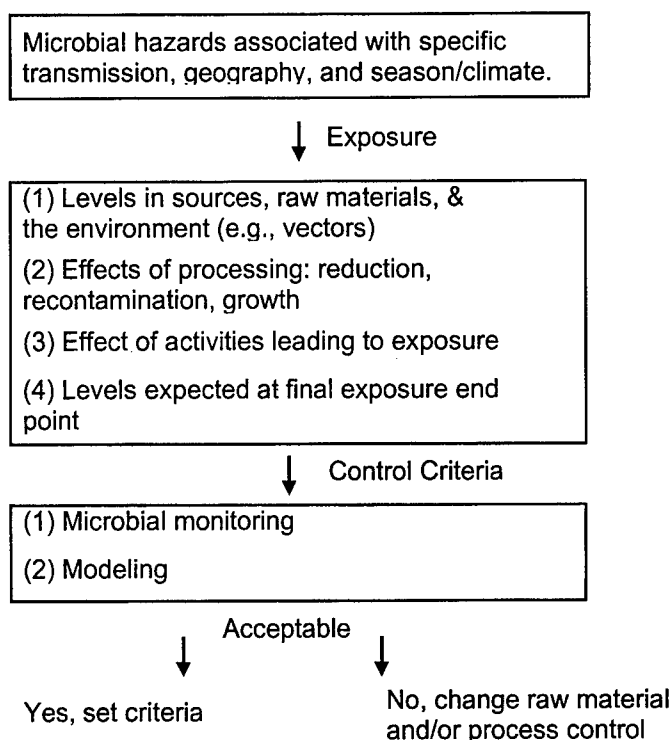 Microbial hazards associated with specific
transmission, geography, and season/climate.
Exposure
(1) Levels in sources, raw materials, &
the environment (e.g., vectors)
(2) Effects of processing: reduction,
recontamination, growth
(3) Effect of activities leading to exposure
(4) Levels expected at final exposure end
point
Control Criteria
(1) Microbial monitoring
(2) Modeling
Acceptable
Yes, set criteria
No, change raw material
and/or process control